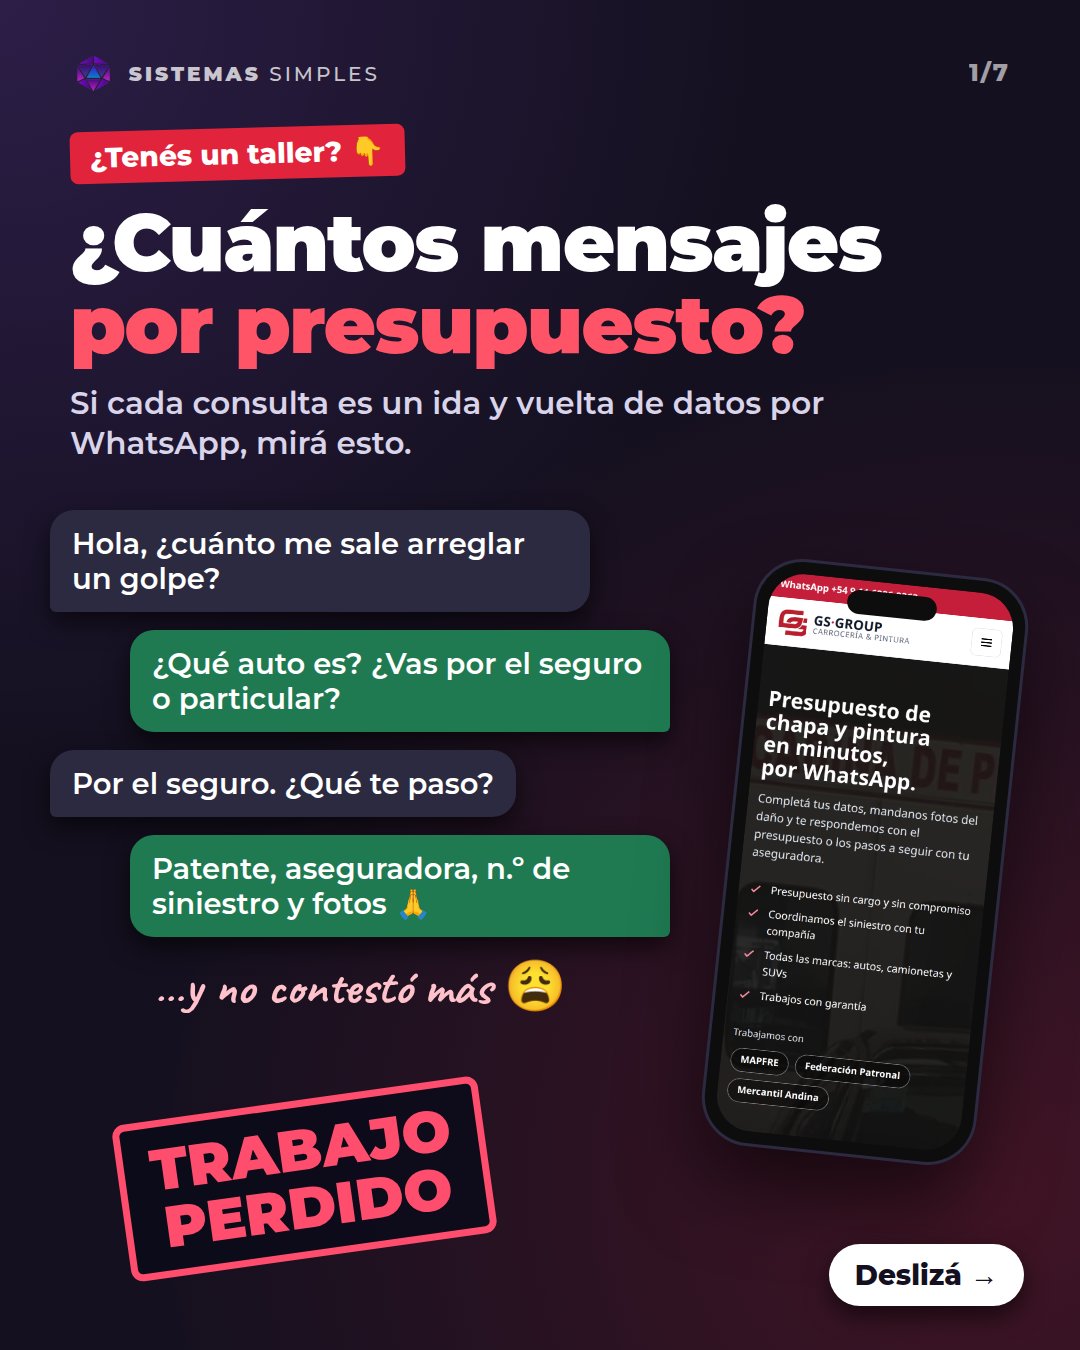 SISTEMAS SIMPLES
1/7
¿Tenés un taller? 👇
¿Cuántos mensajes
por presupuesto?
Si cada consulta es un ida y vuelta de datos por
WhatsApp, mirá esto.
Hola, ¿cuánto me sale arreglar
un golpe?
¿Qué auto es? ¿Vas por el seguro
o particular?
Por el seguro. ¿Qué te paso?
Patente, aseguradora, n.º de
siniestro y fotos 🙏
...y no contestó más 😩
TRABAJO
PERDIDO
WhatsApp +54 9
GS·GROUP
CARROCERÍA & PINTURA
Presupuesto de
chapa y pintura
en minutos,
por WhatsApp.
Completá tus datos, mandanos fotos del
daño y te respondemos con el
presupuesto o los pasos a seguir con tu
aseguradora.
Presupuesto sin cargo y sin compromiso
Coordinamos el siniestro con tu
compañía
Todas las marcas: autos, camionetas y
SUVs
Trabajos con garantía
Trabajamos con
MAPFRE
Federación Patronal
Mercantil Andina
Deslizá →